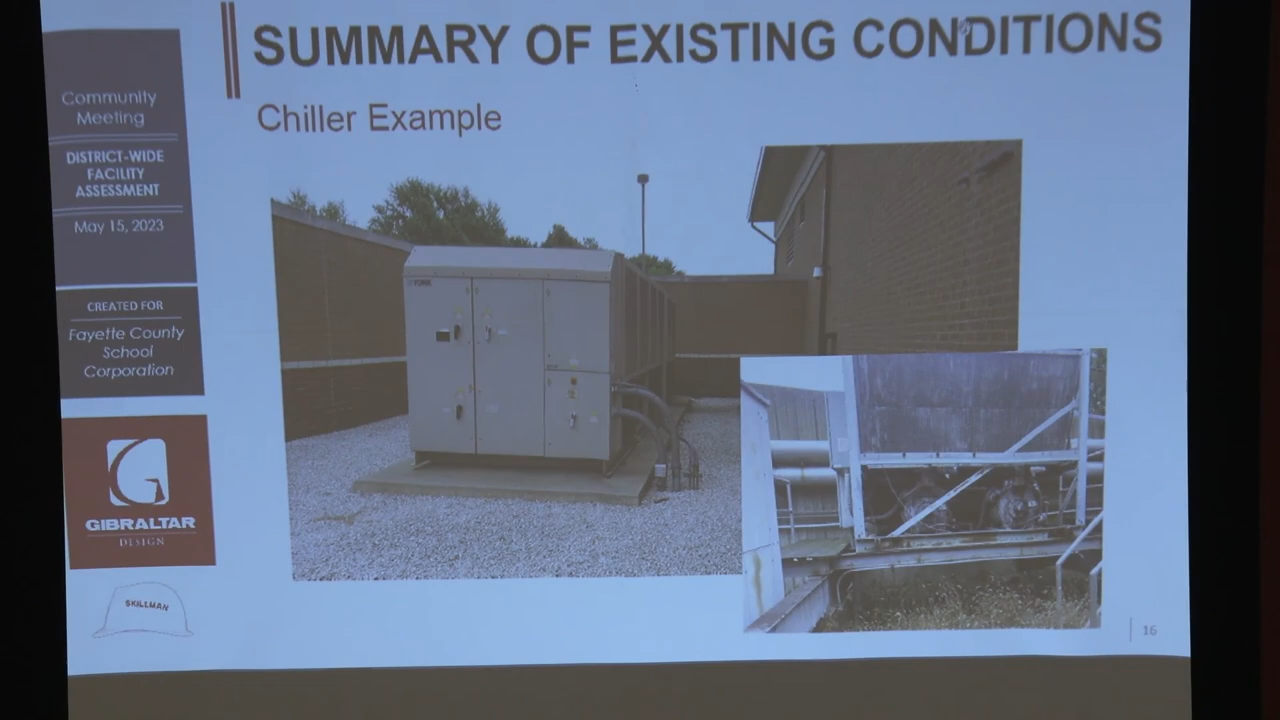 SUMMARY OF EXISTING CONDITIONS
Chiller Example
Community
Meeting
DISTRICT-WIDE
FACILITY
ASSESSMENT
May 15, 2023
CREATED FOR
Fayette County
School
Corporation
GIBRALTAR
DESIGN
SKILLMAN
YORK
16